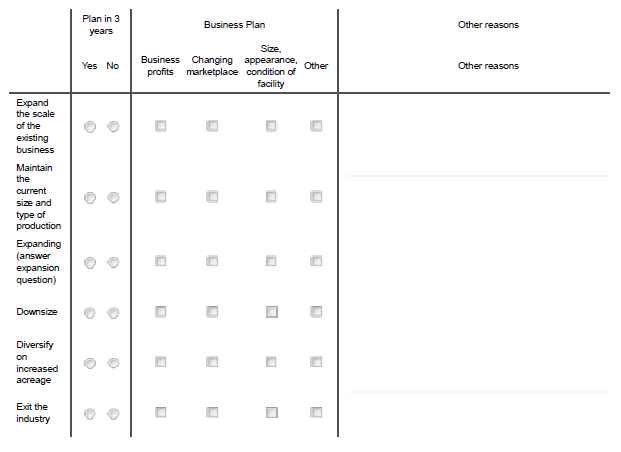 Plan in 3
years
Business Plan
Other reasons
Yes No
Business
profits
Changing
marketplace
Size,
appearance,
condition of
facility
Other
Other reasons
Expand
the scale
of the
existing
business
Maintain
the
current
size and
type of
production
Expanding
(answer
expansion
question)
Downsize
Diversify
on
increased
acreage
Exit the
industry